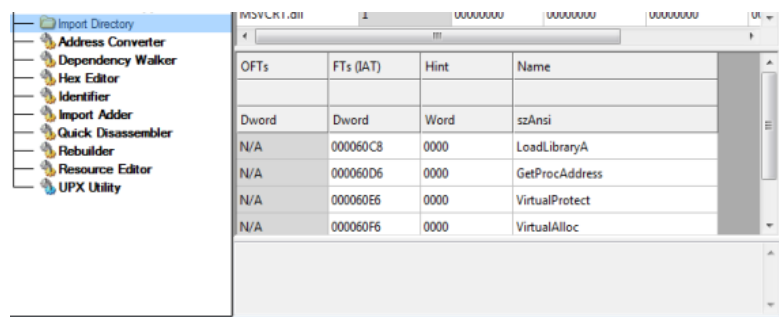 Import Directory
Address Converter
Dependency Walker
Hex Editor
Identifier
Import Adder
Quick Disassembler
Rebuilder
Resource Editor
UPX Utility
MSVCRT.dll 1 00000000 00000000 00000000
OFTs FTs (IAT) Hint Name
Dword Dword Word szAnsi
N/A 000060C8 0000 LoadLibraryA
N/A 000060D6 0000 GetProcAddress
N/A 000060E6 0000 VirtualProtect
N/A 000060F6 0000 VirtualAlloc